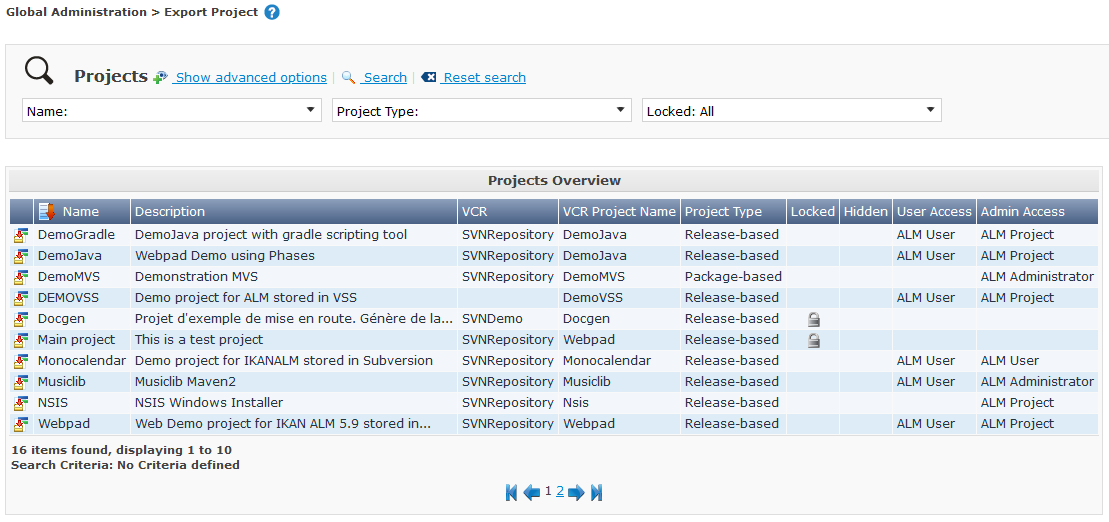 Global Administration > Export Project ?
Projects Show advanced options | Search | Reset search
Name: Project Type: Locked: All
Projects Overview
Name Description VCR VCR Project Name Project Type Locked Hidden User Access Admin Access
DemoGradle DemoJava project with gradle scripting tool SVNRepository DemoJava Release-based ALM User ALM Project
DemoJava Webpad Demo using Phases SVNRepository DemoJava Release-based ALM User ALM Project
DemoMVS Demonstration MVS SVNRepository DemoMVS Package-based ALM Administrator
DEMOVSS Demo project for ALM stored in VSS DemoVSS Release-based ALM User ALM Project
Docgen Projet d'exemple de mise en route. Génère de la... SVNDemo Docgen Release-based
Main project This is a test project SVNRepository Webpad Release-based
Monocalendar Demo project for IKANALM stored in Subversion SVNRepository Monocalendar Release-based ALM User ALM User
Musiclib Musiclib Maven2 SVNRepository Musiclib Release-based ALM User ALM Administrator
NSIS NSIS Windows Installer SVNRepository Nsis Release-based ALM Project
Webpad Web Demo project for IKAN ALM 5.9 stored in... SVNRepository Webpad Release-based ALM User ALM Project
16 items found, displaying 1 to 10
Search Criteria: No Criteria defined
1 2